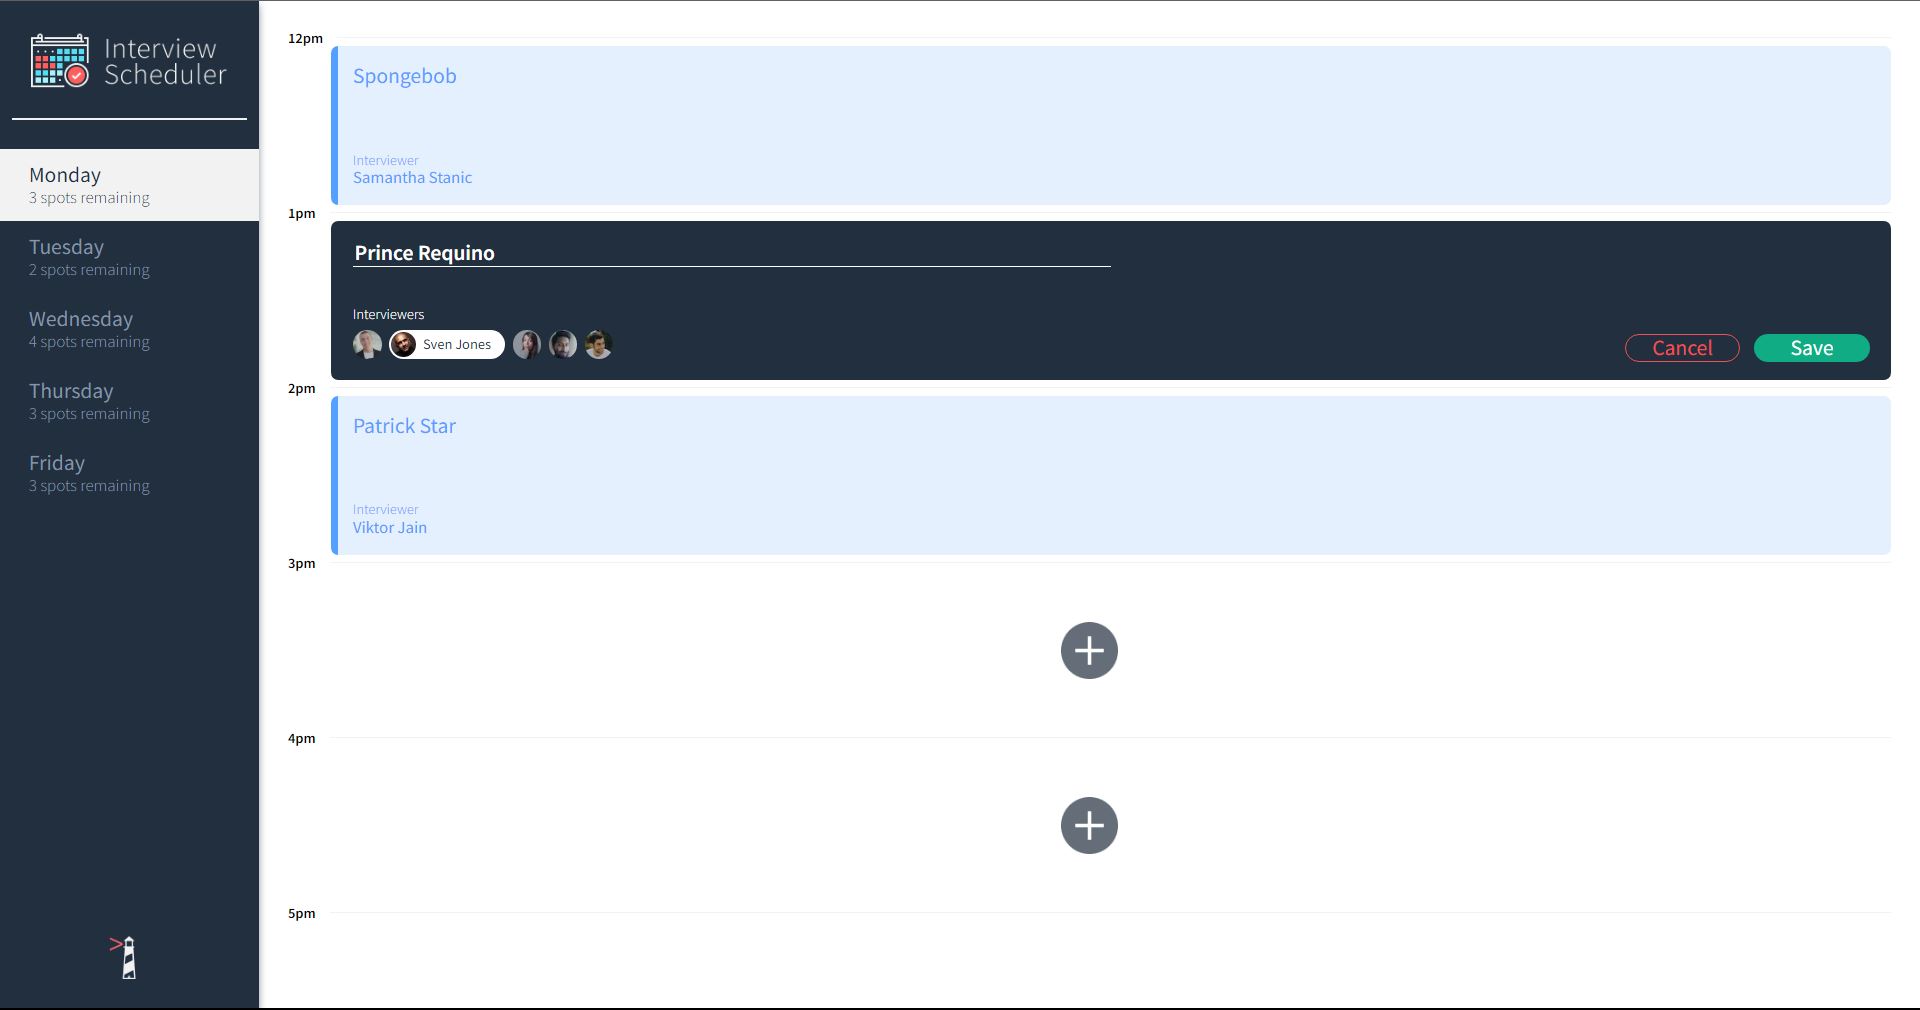 Interview
Scheduler
Monday
3 spots remaining
Tuesday
2 spots remaining
Wednesday
4 spots remaining
Thursday
3 spots remaining
Friday
3 spots remaining
12pm
Spongebob
Interviewer
Samantha Stanic
1pm
Prince Requino
Interviewers
Sven Jones
Cancel
Save
2pm
Patrick Star
Interviewer
Viktor Jain
3pm
4pm
5pm